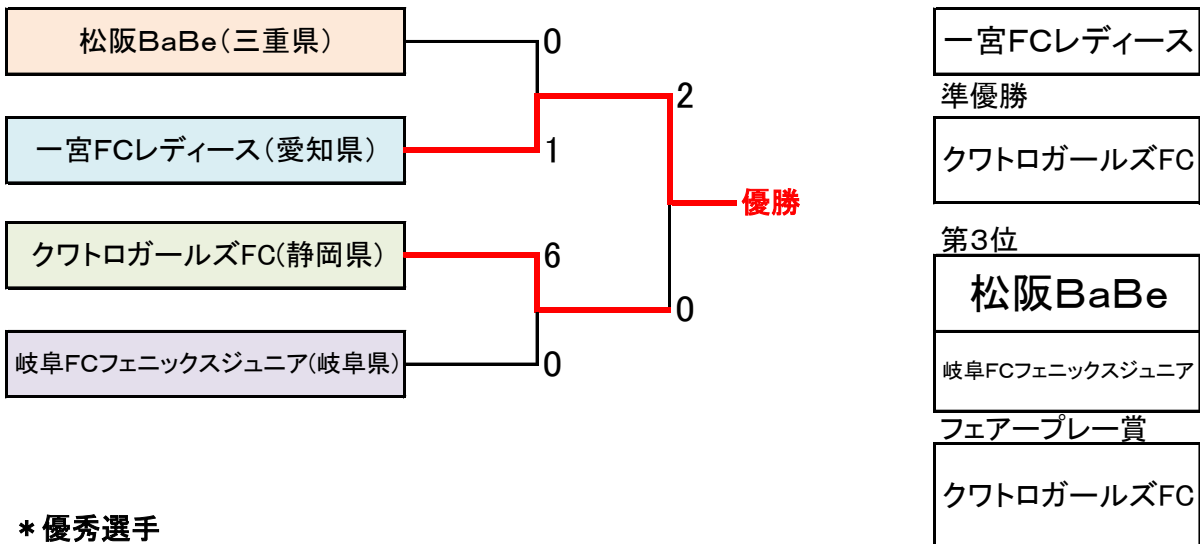 松阪BaBe(三重県)
0
2
一宮FCレディース(愛知県)
1
優勝
クワトロガールズFC(静岡県)
6
0
岐阜FCフェニックスジュニア(岐阜県)
0
*優秀選手
一宮FCレディース
準優勝
クワトロガールズFC
第3位
松阪BaBe
岐阜FCフェニックスジュニア
フェアープレー賞
クワトロガールズFC